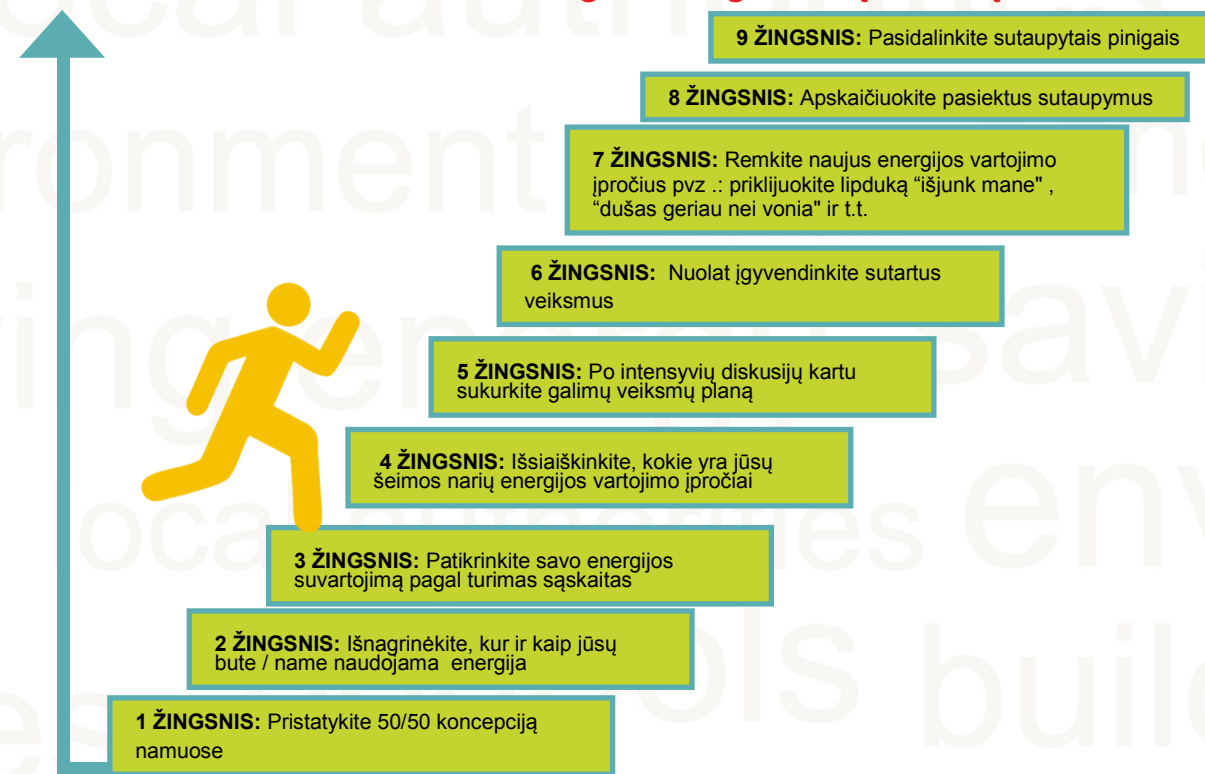 9 ŽINGSNIS: Pasidalinkite sutaupytais pinigais
8 ŽINGSNIS: Apskaičiuokite pasiektus sutaupymus
7 ŽINGSNIS: Remkite naujus energijos vartojimo
įpročius pvz .: priklijuokite lipduką “išjunk mane" ,
“dušas geriau nei vonia" ir t.t.
6 ŽINGSNIS: Nuolat įgyvendinkite sutartus
veiksmus
5 ŽINGSNIS: Po intensyvių diskusijų kartu
sukurkite galimų veiksmų planą
4 ŽINGSNIS: Išsiaiškinkite, kokie yra jūsų
šeimos narių energijos vartojimo įpročiai
3 ŽINGSNIS: Patikrinkite savo energijos
suvartojimą pagal turimas sąskaitas
2 ŽINGSNIS: Išnagrinėkite, kur ir kaip jūsų
bute / name naudojama energija
1 ŽINGSNIS: Pristatykite 50/50 koncepciją
namuose